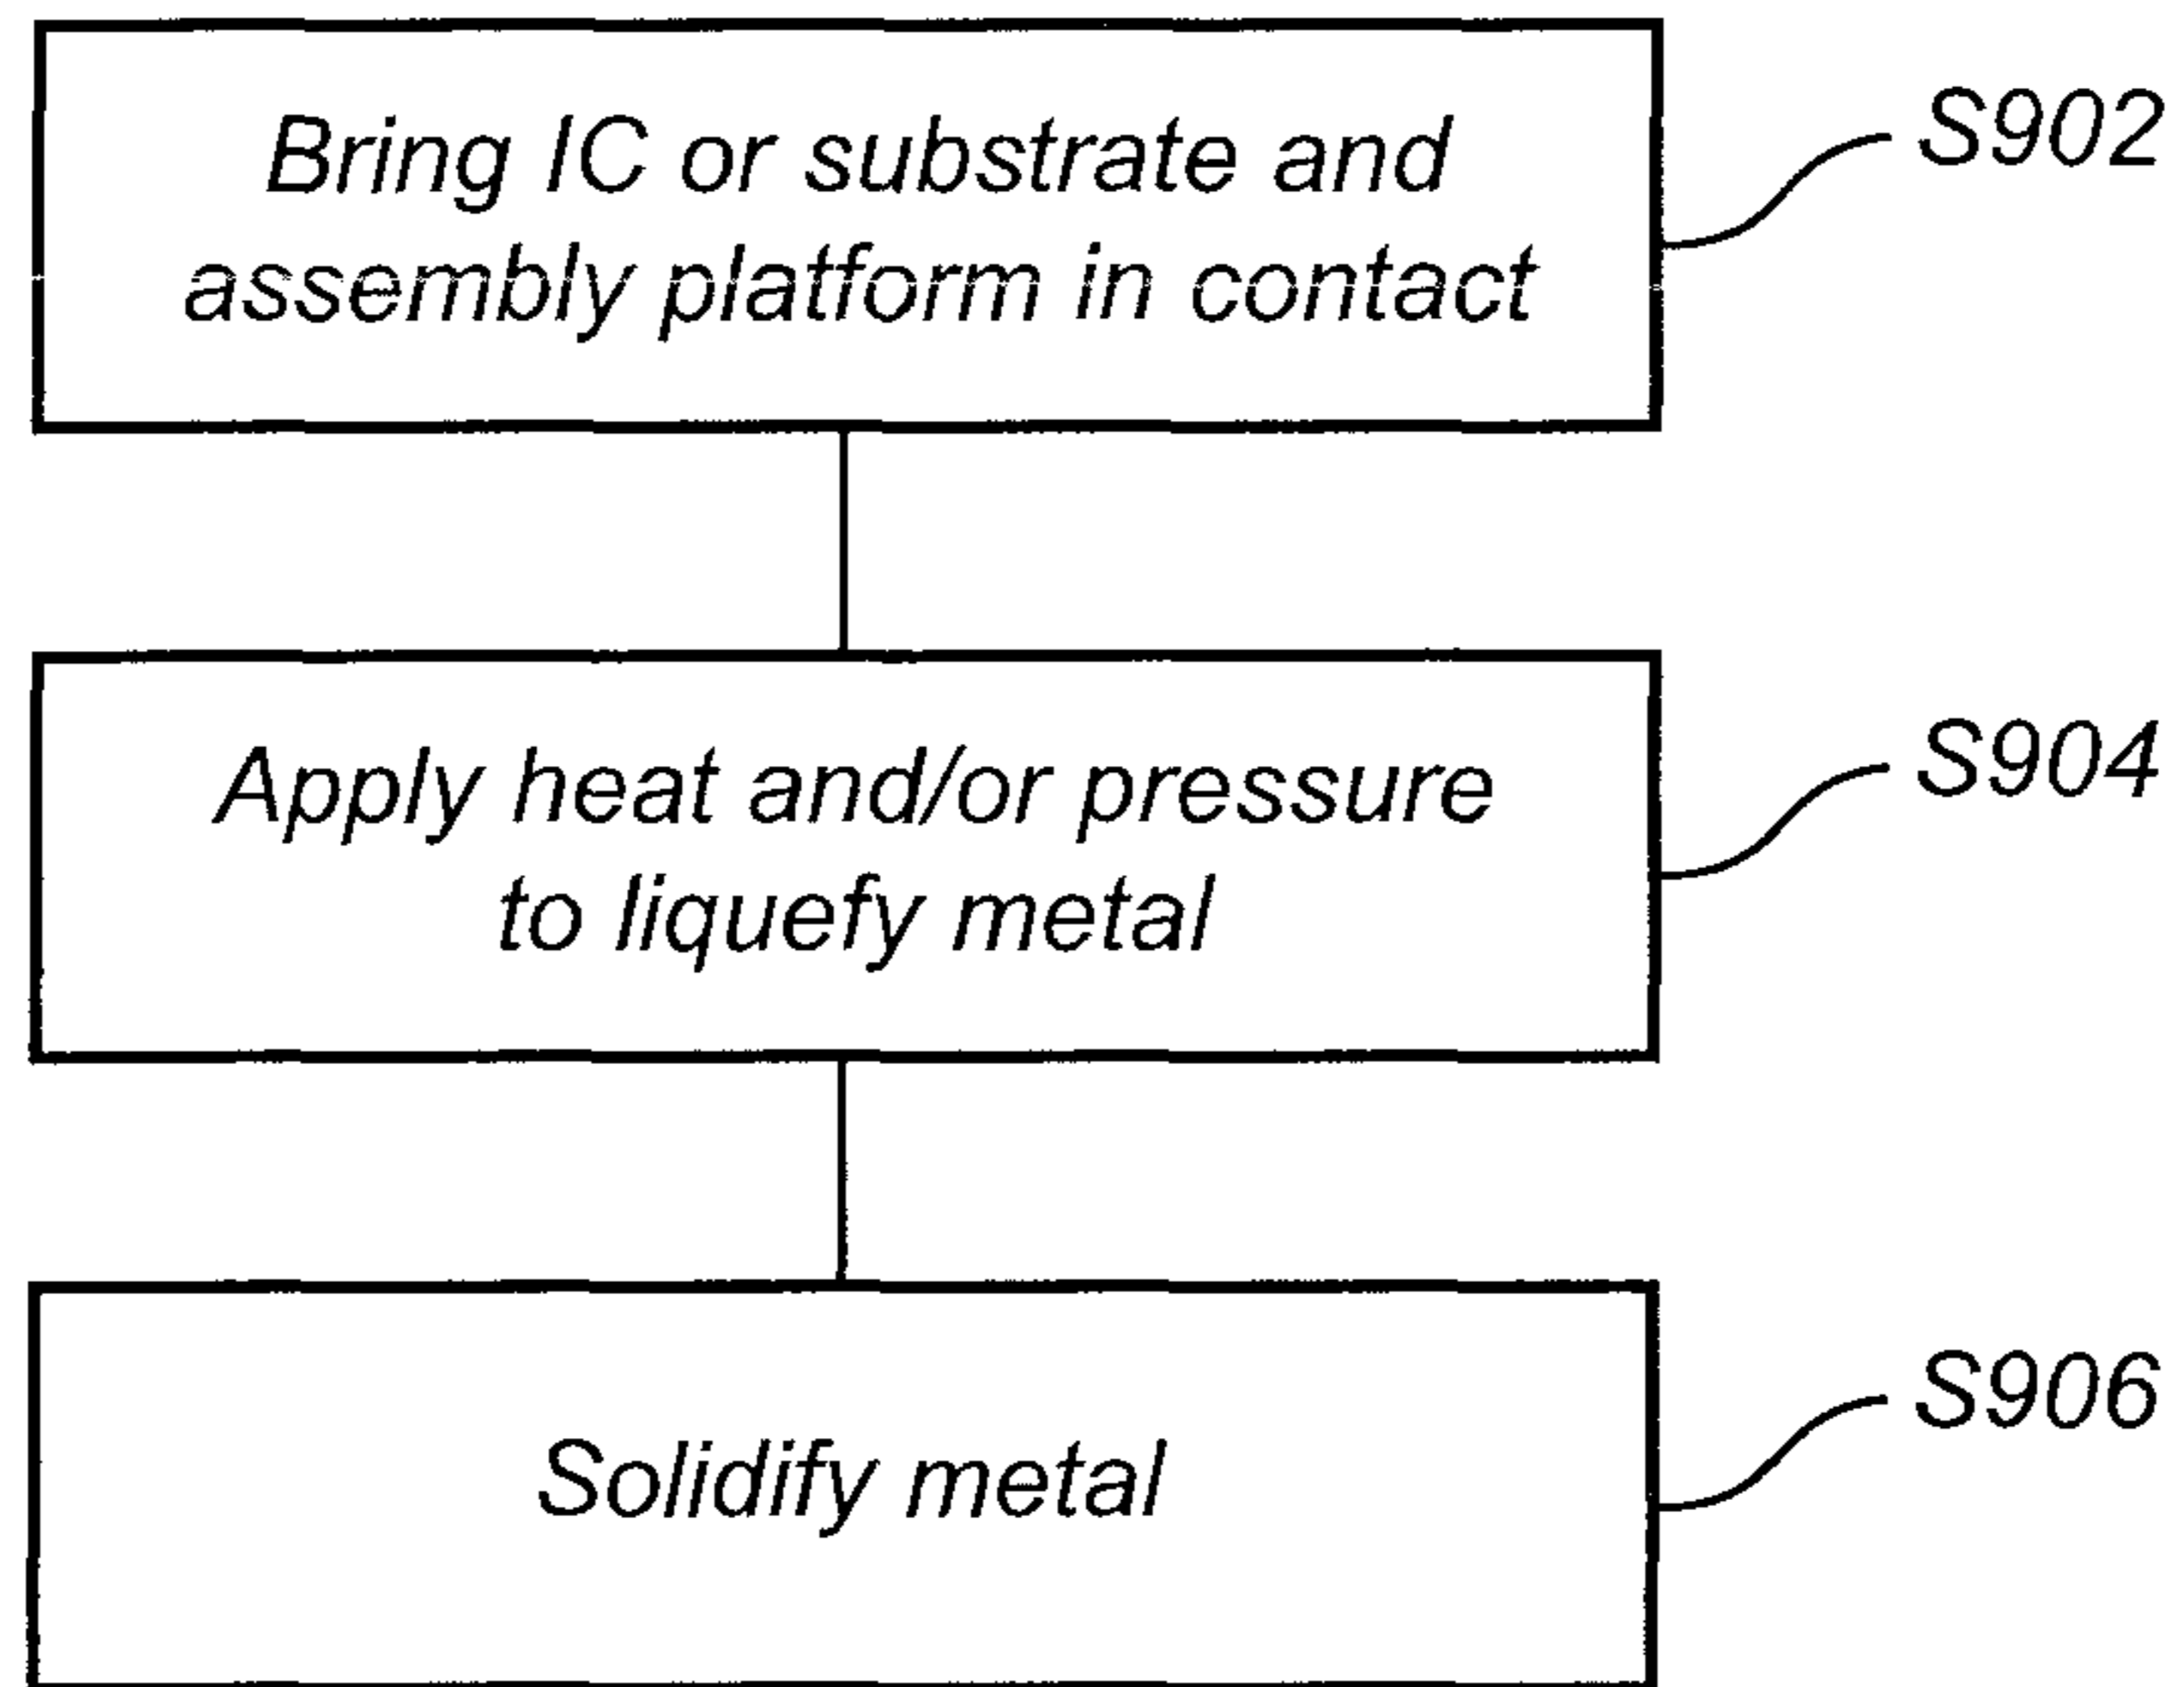 Bring IC or substrate and
assembly platform in contact
S902
Apply heat and/or pressure
to liquefy metal
S904
Solidify metal
S906